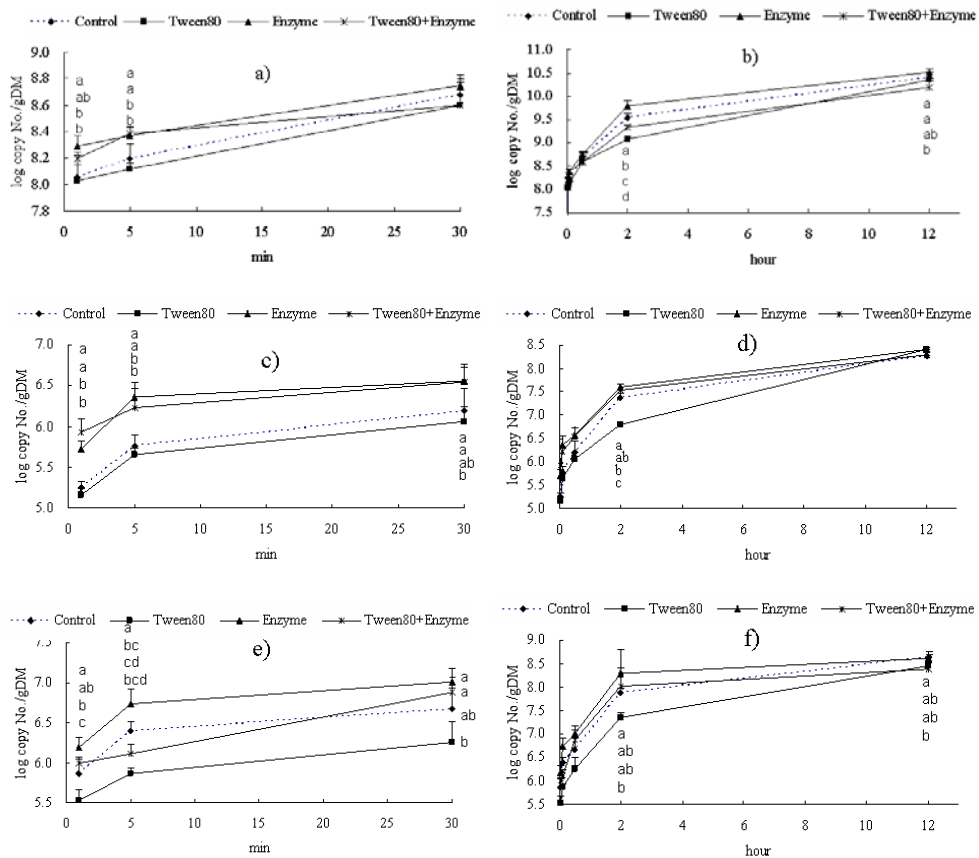 Control Tween80 Enzyme Tween80+Enzyme
a)
log copy No./gDM
9.0
8.8
8.6
8.4
8.2
8.0
7.8
a
ab
b
b
a
a
b
b
0 5 10 15 20 25 30
min
Control Tween80 Enzyme Tween80+Enzyme
b)
log copy No./gDM
11.0
10.5
10.0
9.5
9.0
8.5
8.0
7.5
a
b
c
d
a
a
ab
b
0 2 4 6 8 10 12
hour
Control Tween80 Enzyme Tween80+Enzyme
c)
log copy No./gDM
7.0
6.5
6.0
5.5
5.0
a
a
b
b
a
a
b
b
a
a
ab
b
0 5 10 15 20 25 30
min
Control Tween80 Enzyme Tween80+Enzyme
d)
log copy No./gDM
8.5
8.0
7.5
7.0
6.5
6.0
5.5
5.0
a
ab
b
c
0 2 4 6 8 10 12
hour
Control Tween80 Enzyme Tween80+Enzyme
e)
log copy No./gDM
7.5
7.0
6.5
6.0
5.5
a
ab
b
c
a
bc
cd
bcd
a
a
ab
b
0 5 10 15 20 25 30
min
Control Tween80 Enzyme Tween80+Enzyme
f)
log copy No./gDM
9.0
8.5
8.0
7.5
7.0
6.5
6.0
5.5
a
ab
ab
b
a
ab
ab
b
0 2 4 6 8 10 12
hour